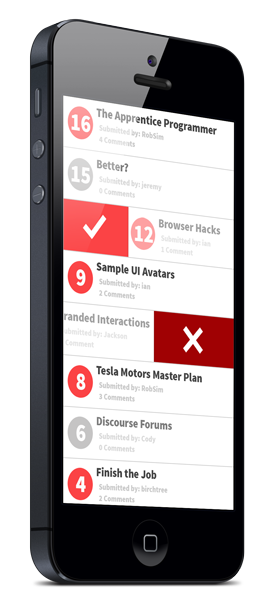 16
The Apprentice Programmer
Submitted by: RobSim
4 Comments
15
Better?
Submitted by: jeremy
0 Comments
12
Browser Hacks
Submitted by: ian
2 Comments
9
Sample UI Avatars
Submitted by: ian
2 Comments
randed Interactions
ubmitted by: Jackson
Comment
8
Tesla Motors Master Plan
Submitted by: RobSim
3 Comments
6
Discourse Forums
Submitted by: Cody
0 Comments
4
Finish the Job
Submitted by: birchtree
2 Comments